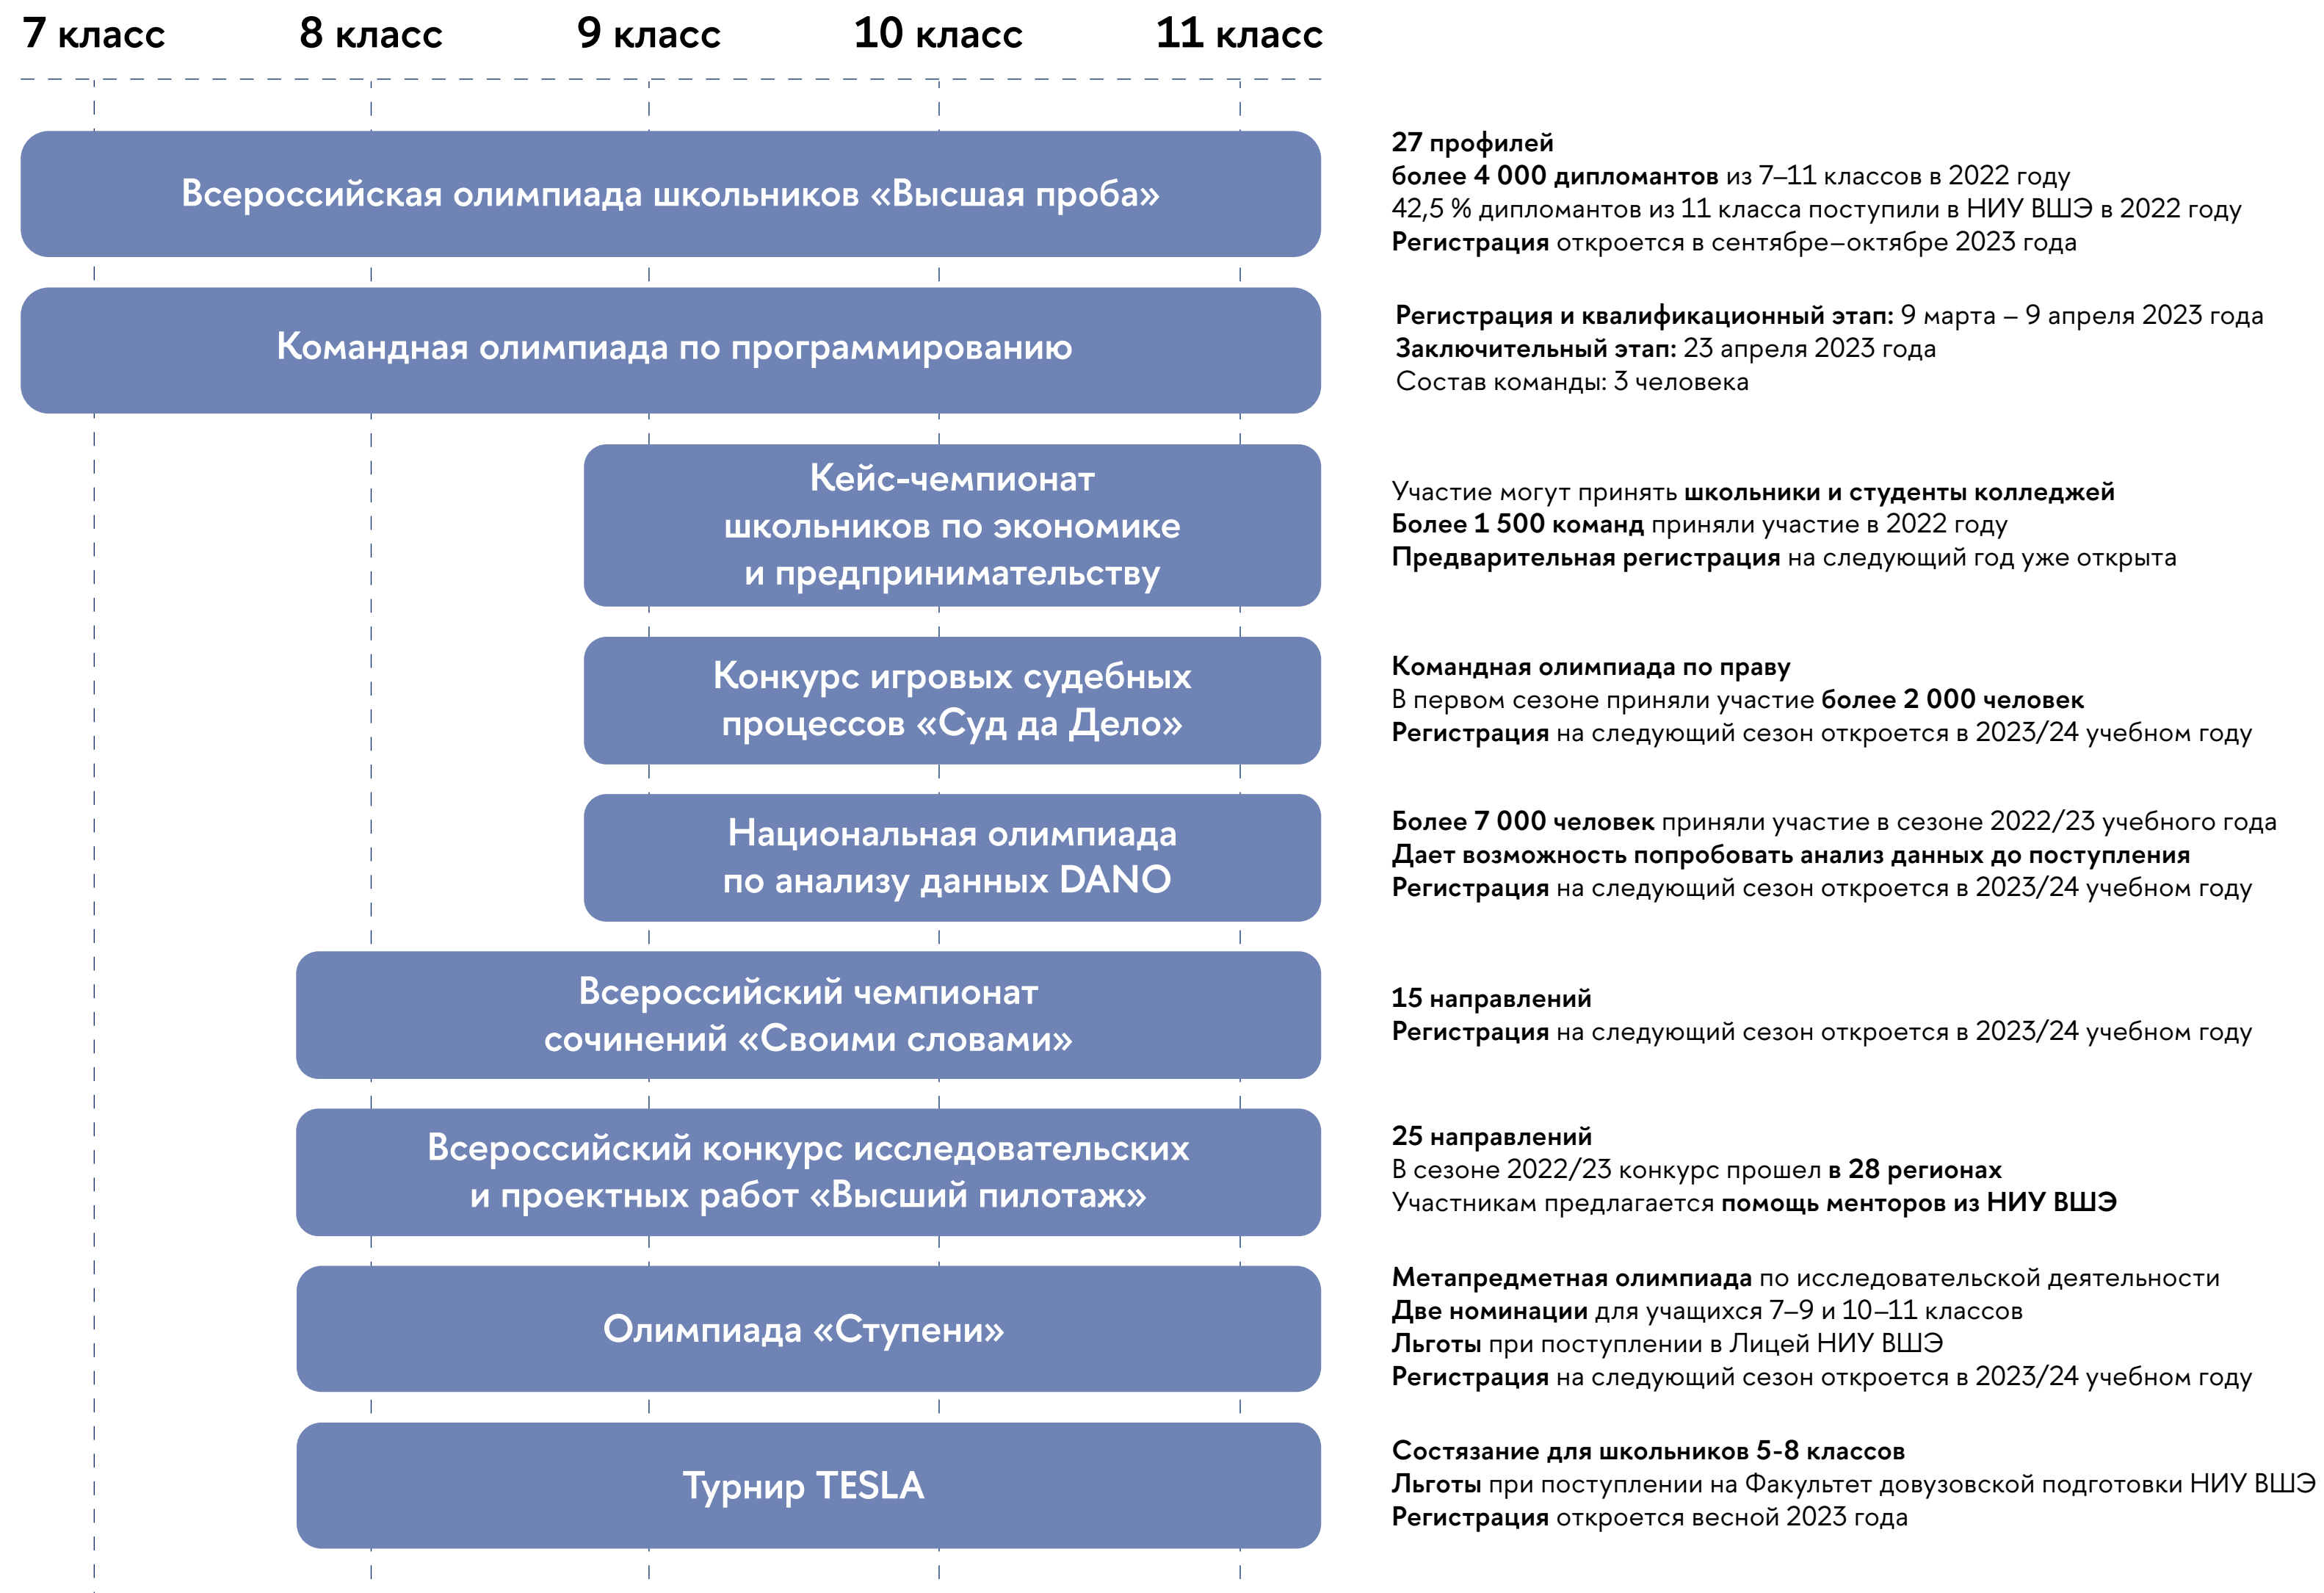 7 класс 8 класс 9 класс 10 класс 11 класс
Всероссийская олимпиада школьников «Высшая проба»
27 профилей
более 4 000 дипломантов из 7–11 классов в 2022 году
42,5 % дипломантов из 11 класса поступили в НИУ ВШЭ в 2022 году
Регистрация откроется в сентябре–октябре 2023 года
Командная олимпиада по программированию
Регистрация и квалификационный этап: 9 марта – 9 апреля 2023 года
Заключительный этап: 23 апреля 2023 года
Состав команды: 3 человека
Кейс-чемпионат
школьников по экономике
и предпринимательству
Участие могут принять школьники и студенты колледжей
Более 1 500 команд приняли участие в 2022 году
Предварительная регистрация на следующий год уже открыта
Конкурс игровых судебных
процессов «Суд да Дело»
Командная олимпиада по праву
В первом сезоне приняли участие более 2 000 человек
Регистрация на следующий сезон откроется в 2023/24 учебном году
Национальная олимпиада
по анализу данных DANO
Более 7 000 человек приняли участие в сезоне 2022/23 учебного года
Дает возможность попробовать анализ данных до поступления
Регистрация на следующий сезон откроется в 2023/24 учебном году
Всероссийский чемпионат
сочинений «Своими словами»
15 направлений
Регистрация на следующий сезон откроется в 2023/24 учебном году
Всероссийский конкурс исследовательских
и проектных работ «Высший пилотаж»
25 направлений
В сезоне 2022/23 конкурс прошел в 28 регионах
Участникам предлагается помощь менторов из НИУ ВШЭ
Олимпиада «Ступени»
Метапредметная олимпиада по исследовательской деятельности
Две номинации для учащихся 7–9 и 10–11 классов
Льготы при поступлении в Лицей НИУ ВШЭ
Регистрация на следующий сезон откроется в 2023/24 учебном году
Турнир TESLA
Состязание для школьников 5-8 классов
Льготы при поступлении на Факультет довузовской подготовки НИУ ВШЭ
Регистрация откроется весной 2023 года